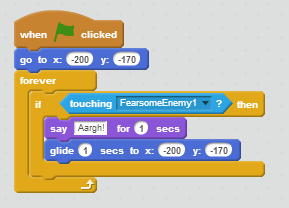 when clicked
go to x: -200 y: -170
forever
if touching FearsomeEnemy1 ? then
say Aargh! for 1 secs
glide 1 secs to x: -200 y: -170